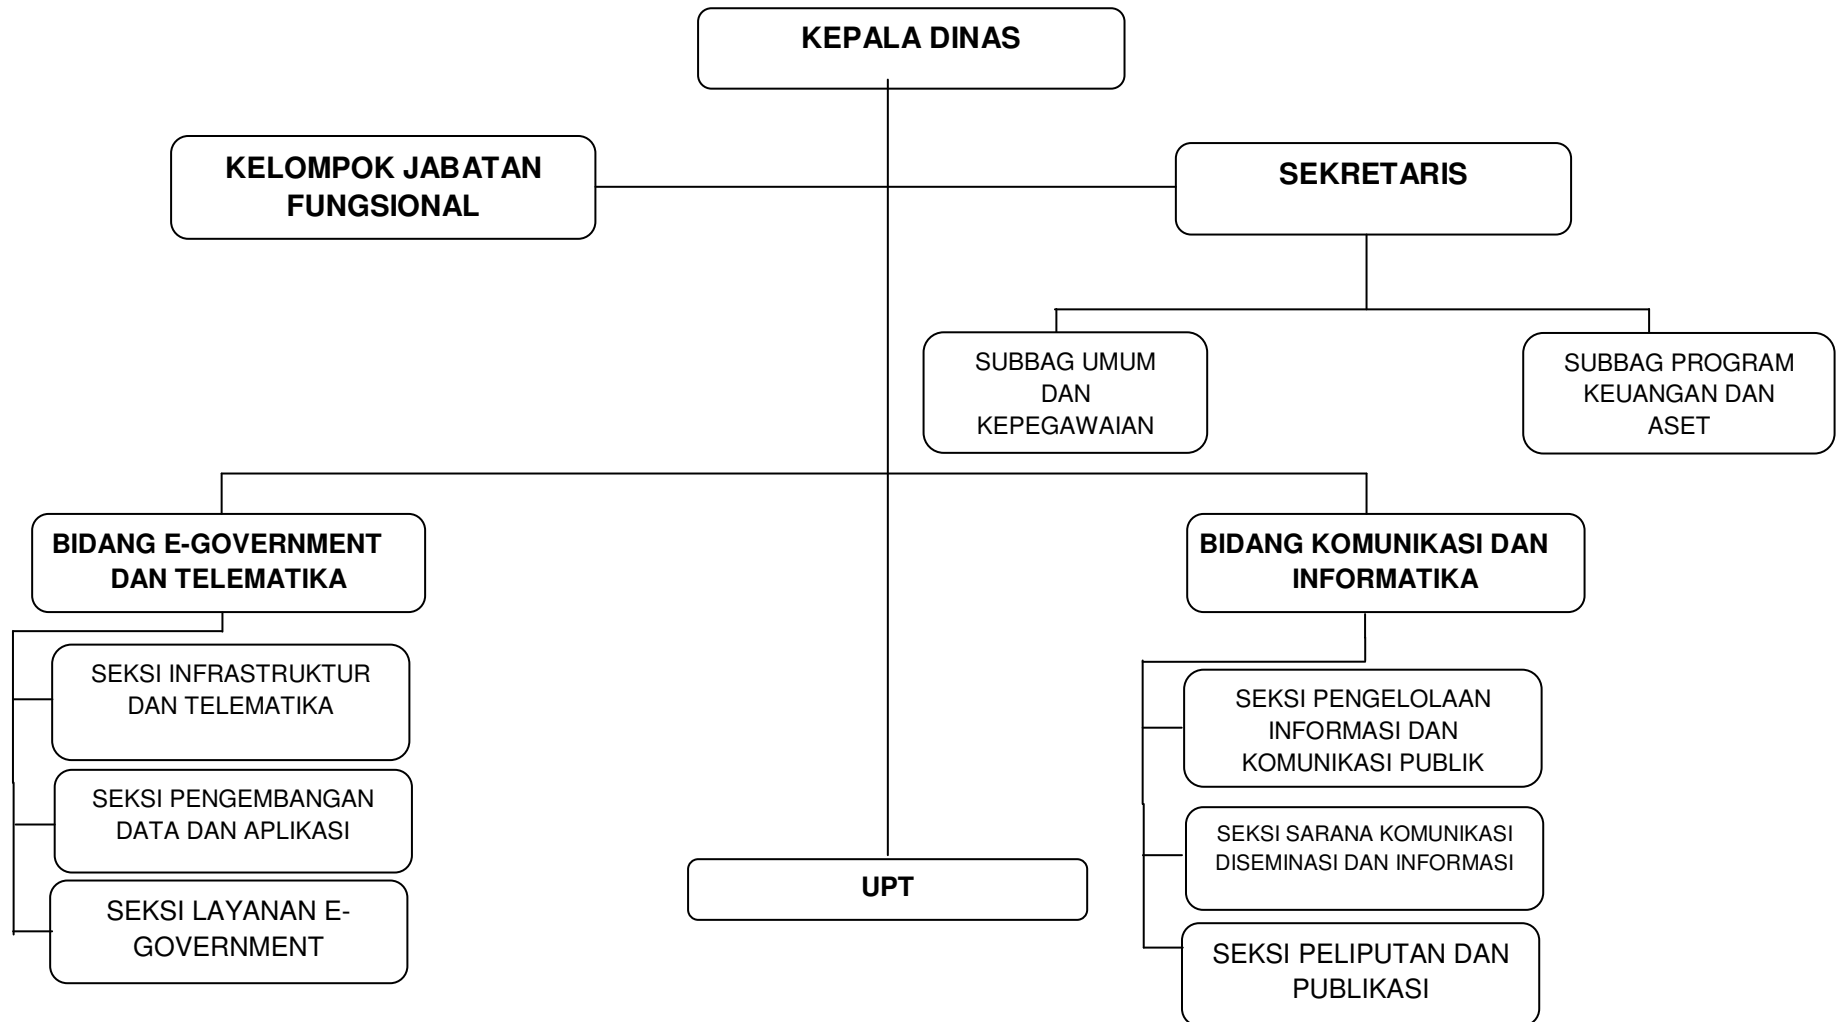 KEPALA DINAS
KELOMPOK JABATAN
FUNGSIONAL
SEKRETARIS
SUBBAG UMUM
DAN
KEPEGAWAIAN
SUBBAG PROGRAM
KEUANGAN DAN
ASET
BIDANG E-GOVERNMENT
DAN TELEMATIKA
BIDANG KOMUNIKASI DAN
INFORMATIKA
SEKSI INFRASTRUKTUR
DAN TELEMATIKA
SEKSI PENGEMBANGAN
DATA DAN APLIKASI
SEKSI LAYANAN E-
GOVERNMENT
UPT
SEKSI PENGELOLAAN
INFORMASI DAN
KOMUNIKASI PUBLIK
SEKSI SARANA KOMUNIKASI
DISEMINASI DAN INFORMASI
SEKSI PELIPUTAN DAN
PUBLIKASI